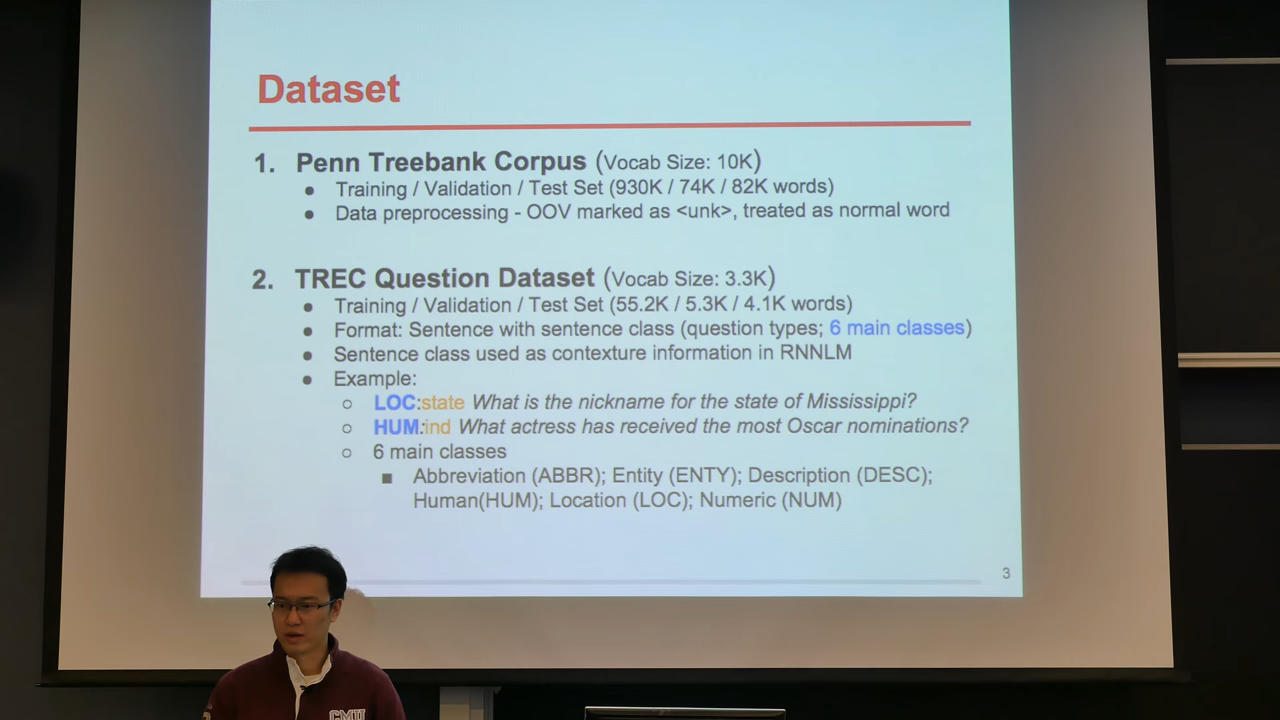 Dataset
1. Penn Treebank Corpus (Vocab Size: 10K)
● Training / Validation / Test Set (930K / 74K / 82K words)
● Data preprocessing - OOV marked as <unk>, treated as normal word
2. TREC Question Dataset (Vocab Size: 3.3K)
● Training / Validation / Test Set (55.2K / 5.3K / 4.1K words)
● Format: Sentence with sentence class (question types; 6 main classes)
● Sentence class used as contexture information in RNNLM
● Example:
○ LOC:state What is the nickname for the state of Mississippi?
○ HUM:ind What actress has received the most Oscar nominations?
○ 6 main classes
■ Abbreviation (ABBR); Entity (ENTY); Description (DESC);
Human(HUM); Location (LOC); Numeric (NUM)
3
CMU